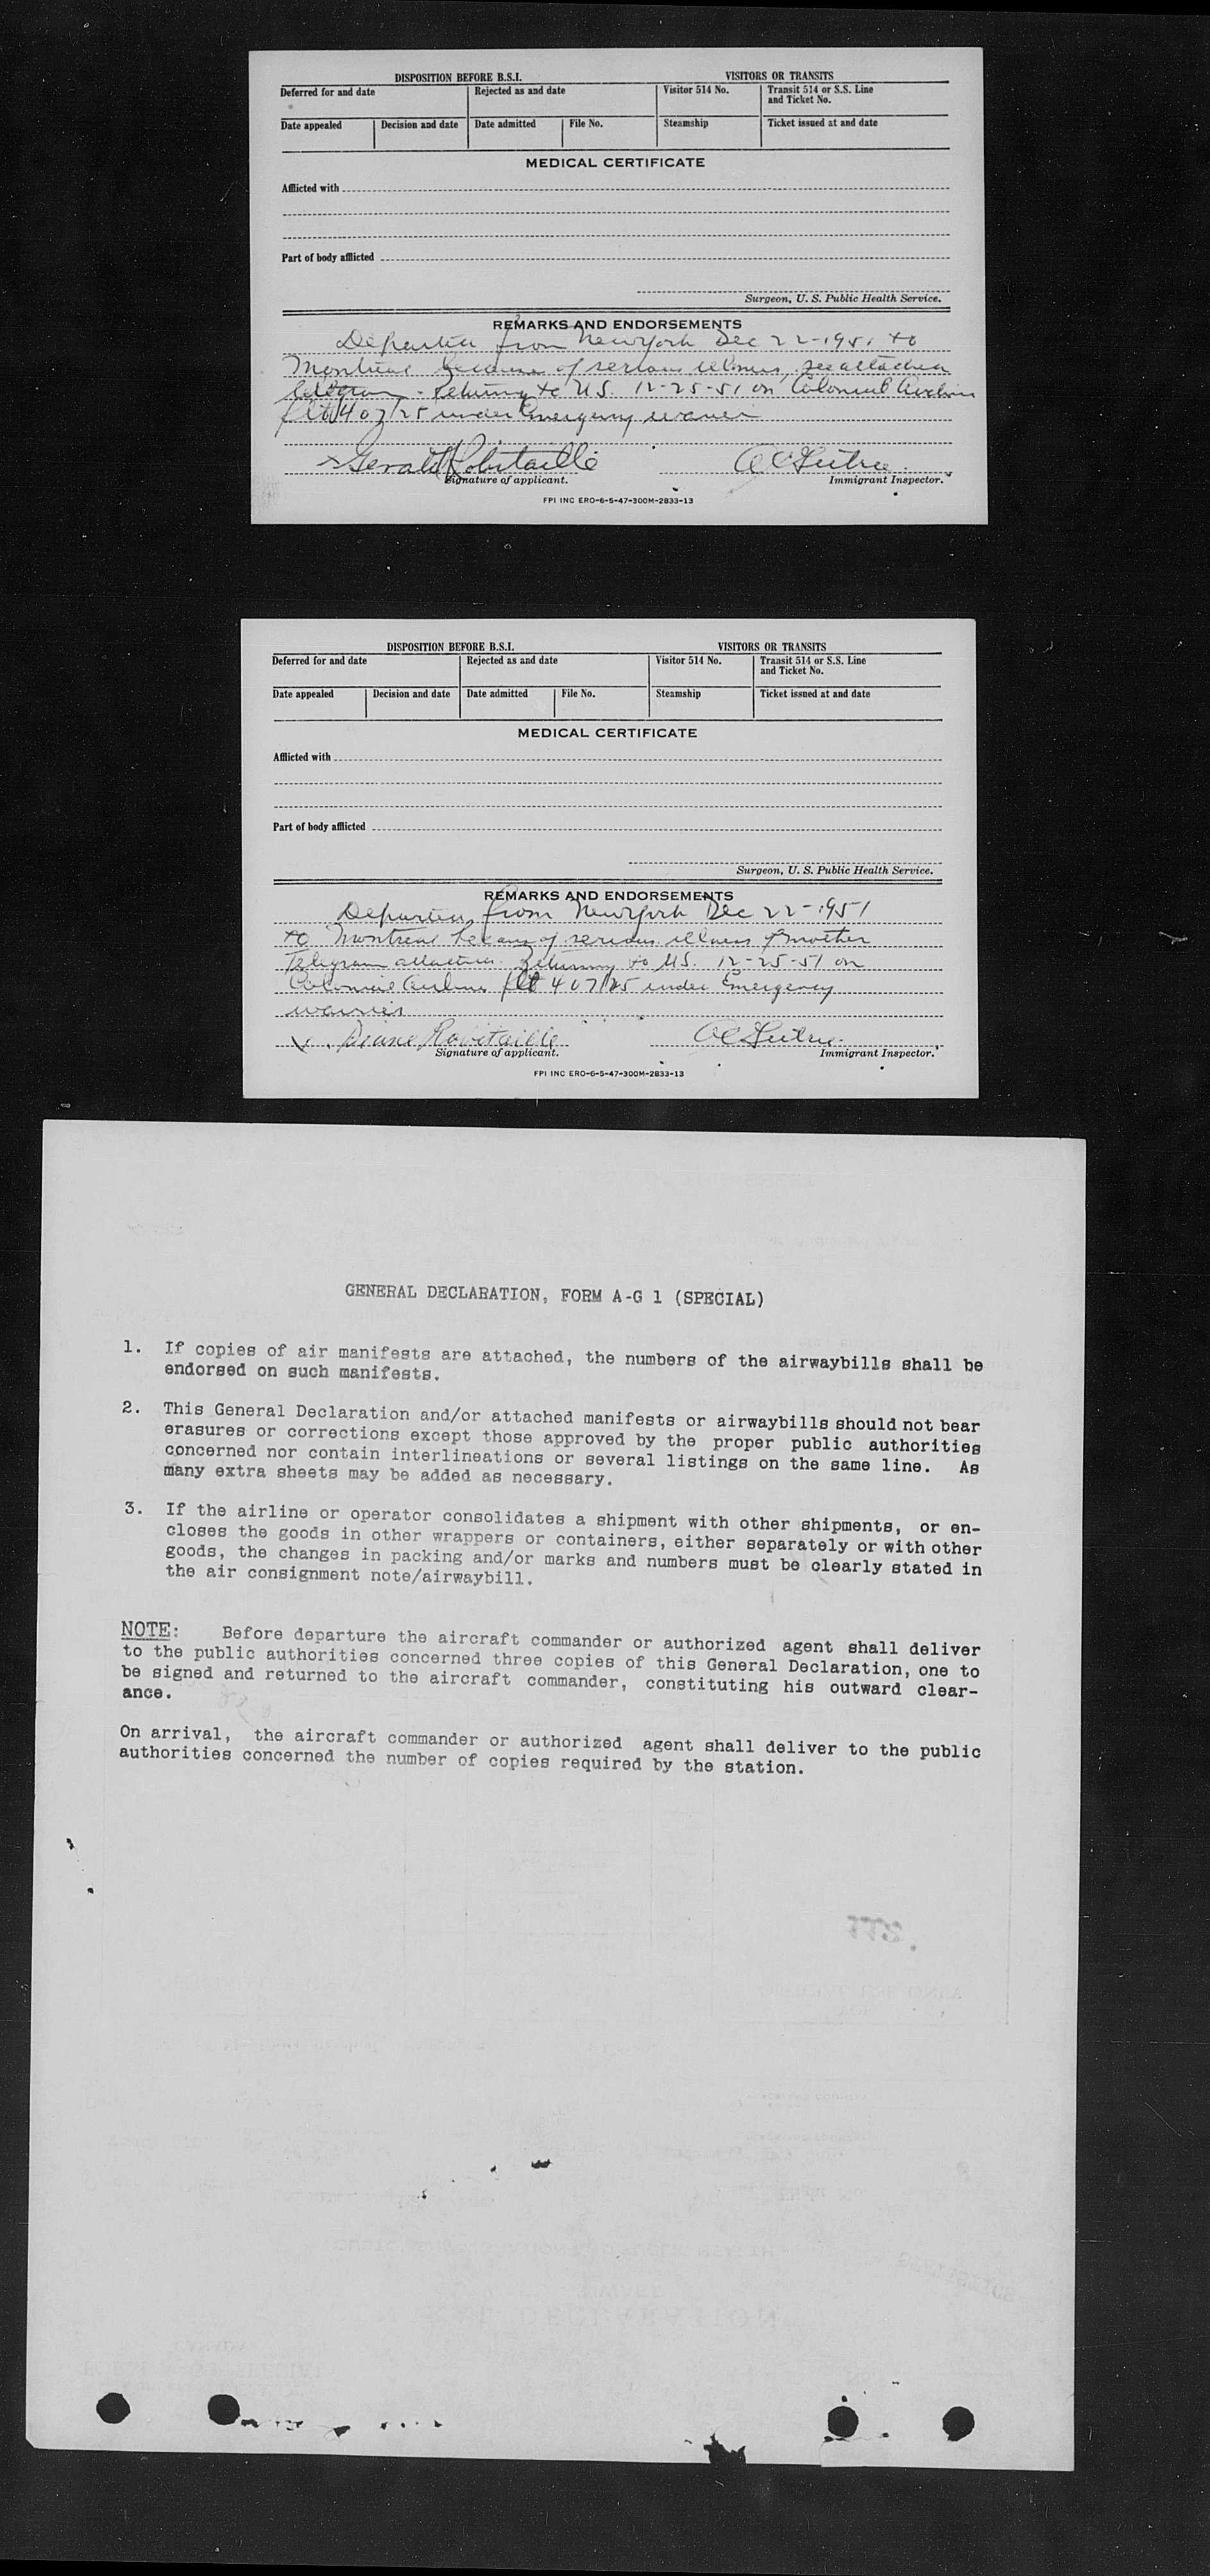 DISPOSITION BEFORE B.S.I. VISITORS OR TRANSITS
Deferred for and date Rejected as and date Visitor 514 No. Transit 514 or S.S. Line
and Ticket No.
Date appealed Decision and date Date admitted File No. Steamship Ticket issued at and date
MEDICAL CERTIFICATE
Afflicted with
Part of body afflicted
Surgeon, U. S. Public Health Service.
REMARKS AND ENDORSEMENTS
Departed from New York Dec 22-1951 to
Montreal because of serious illness, see attached
telegram - Returning to U.S. 12-25-51 on Colonial Airlines
flt 407/25 under Emergency waiver
x Gerald Robitaille
Signature of applicant. Immigrant Inspector.
FPI INC ERO-6-5-47-300M-2833-13
DISPOSITION BEFORE B.S.I. VISITORS OR TRANSITS
Deferred for and date Rejected as and date Visitor 514 No. Transit 514 or S.S. Line
and Ticket No.
Date appealed Decision and date Date admitted File No. Steamship Ticket issued at and date
MEDICAL CERTIFICATE
Afflicted with
Part of body afflicted
Surgeon, U. S. Public Health Service.
REMARKS AND ENDORSEMENTS
Departed from New York Dec 22-1951
to Montreal because of serious illness of mother
Telegram attached. Returning to U.S. 12-25-51 on
Colonial Airlines flt 407/25 under Emergency
waiver
Diane Robitaille
Signature of applicant. Immigrant Inspector.
FPI INC ERO-6-5-47-300M-2833-13
GENERAL DECLARATION, FORM A-G 1 (SPECIAL)
1. If copies of air manifests are attached, the numbers of the airwaybills shall be
endorsed on such manifests.
2. This General Declaration and/or attached manifests or airwaybills should not bear
erasures or corrections except those approved by the proper public authorities
concerned nor contain interlineations or several listings on the same line. As
many extra sheets may be added as necessary.
3. If the airline or operator consolidates a shipment with other shipments, or en-
closes the goods in other wrappers or containers, either separately or with other
goods, the changes in packing and/or marks and numbers must be clearly stated in
the air consignment note/airwaybill.
NOTE: Before departure the aircraft commander or authorized agent shall deliver
to the public authorities concerned three copies of this General Declaration, one to
be signed and returned to the aircraft commander, constituting his outward clear-
ance.
On arrival, the aircraft commander or authorized agent shall deliver to the public
authorities concerned the number of copies required by the station.